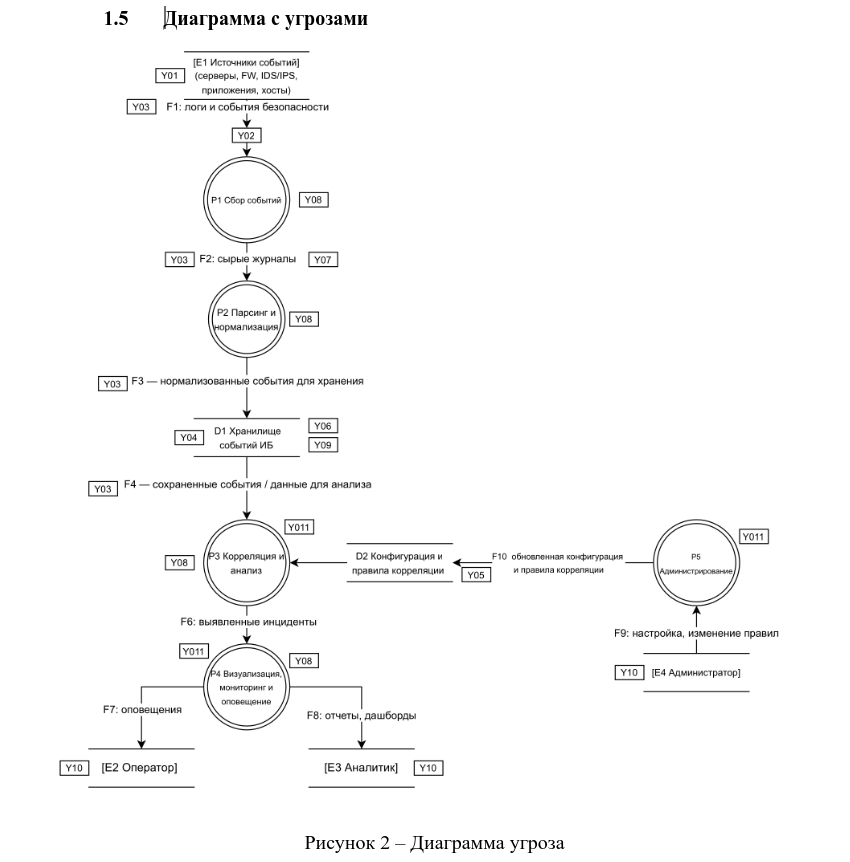 1.5 Диаграмма с угрозами
[E1 Источники событий]
Y01
(серверы, FW, IDS/IPS,
приложения, хосты)
Y03 F1: логи и события безопасности
Y02
P1 Сбор событий Y08
Y03 F2: сырые журналы Y07
P2 Парсинг и
нормализация
Y08
Y03 F3 — нормализованные события для хранения
Y04
D1 Хранилище
событий ИБ
Y06
Y09
Y03 F4 — сохраненные события / данные для анализа
Y011
Y08
P3 Корреляция и
анализ
D2 Конфигурация и
правила корреляции
Y05
F10 обновленная конфигурация
и правила корреляции
P5
Администрирование
Y011
F9: настройка, изменение правил
Y10 [E4 Администратор]
F6: выявленные инциденты
Y011
Y08
P4 Визуализация,
мониторинг и
оповещение
F7: оповещения
F8: отчеты, дашборды
Y10 [E2 Оператор]
[E3 Аналитик] Y10
Рисунок 2 – Диаграмма угроза